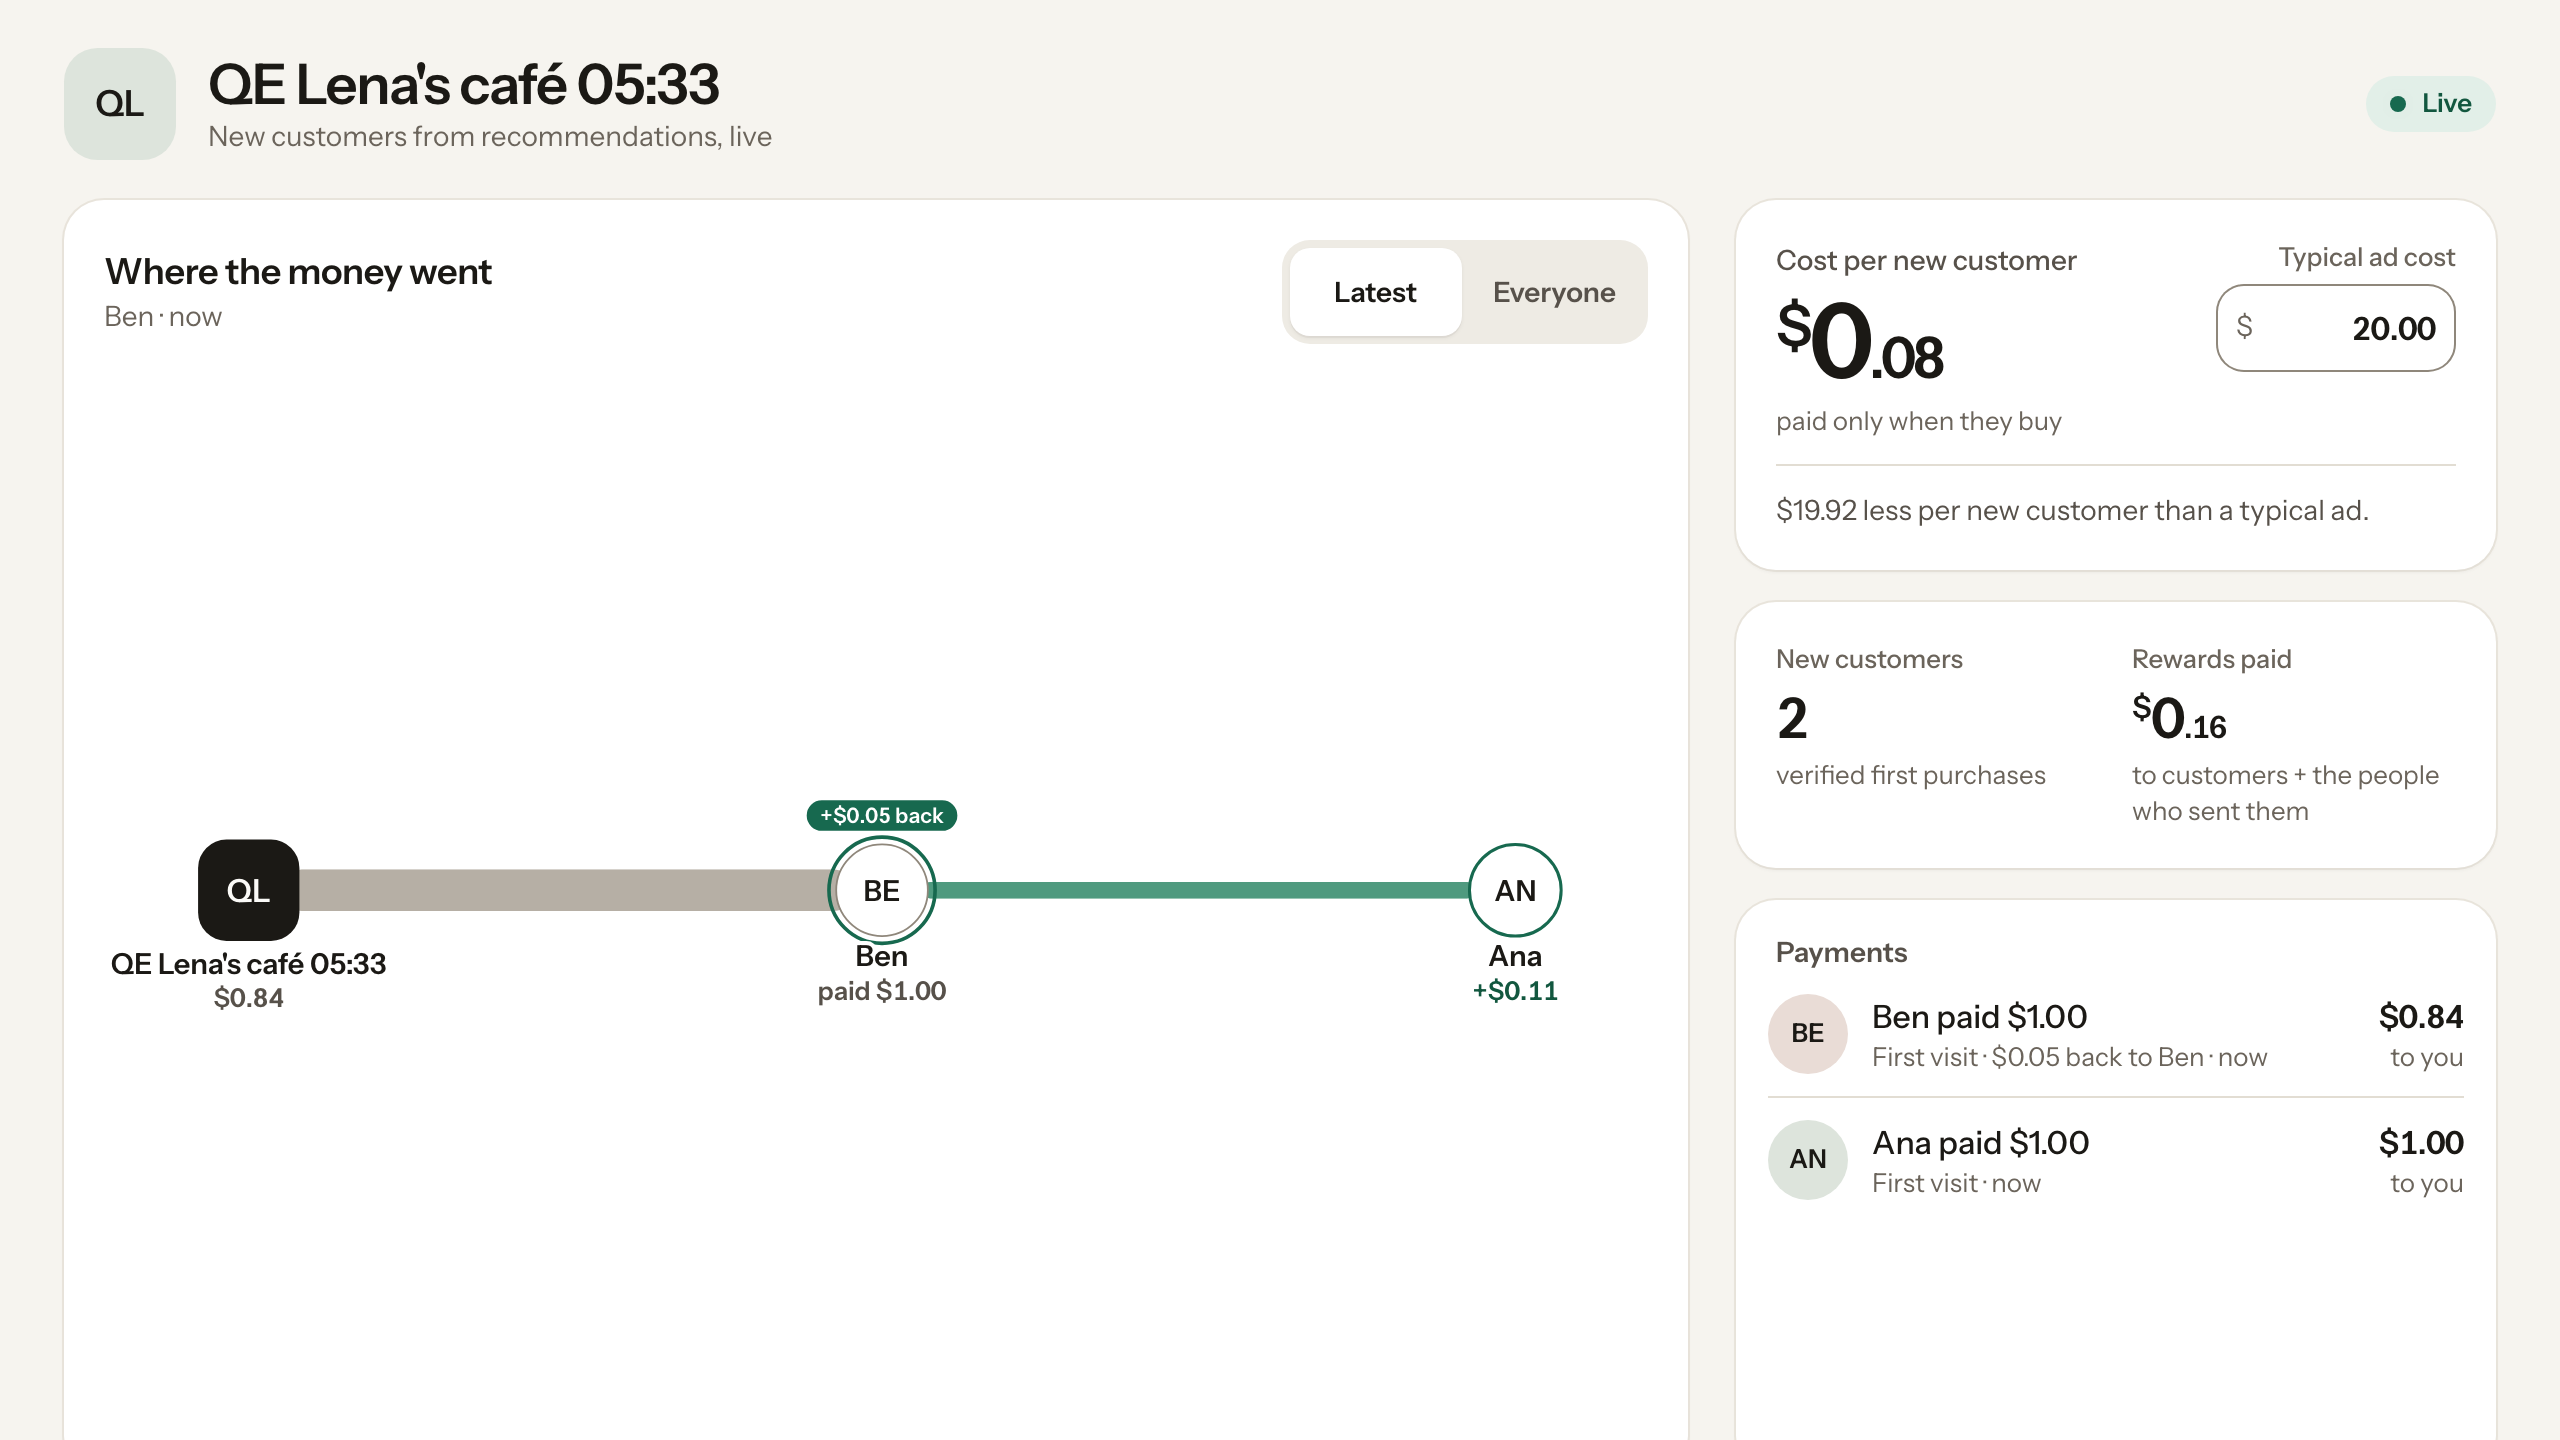 QL
QE Lena's café 05:33
New customers from recommendations, live
Live
Where the money went
Ben · now
Latest
Everyone
+$0.05 back
QL
BE
AN
QE Lena's café 05:33
$0.84
Ben
paid $1.00
Ana
+$0.11
Cost per new customer
$0.08
paid only when they buy
Typical ad cost
$ 20.00
$19.92 less per new customer than a typical ad.
New customers
2
verified first purchases
Rewards paid
$0.16
to customers + the people
who sent them
Payments
BE
Ben paid $1.00
First visit · $0.05 back to Ben · now
$0.84
to you
AN
Ana paid $1.00
First visit · now
$1.00
to you